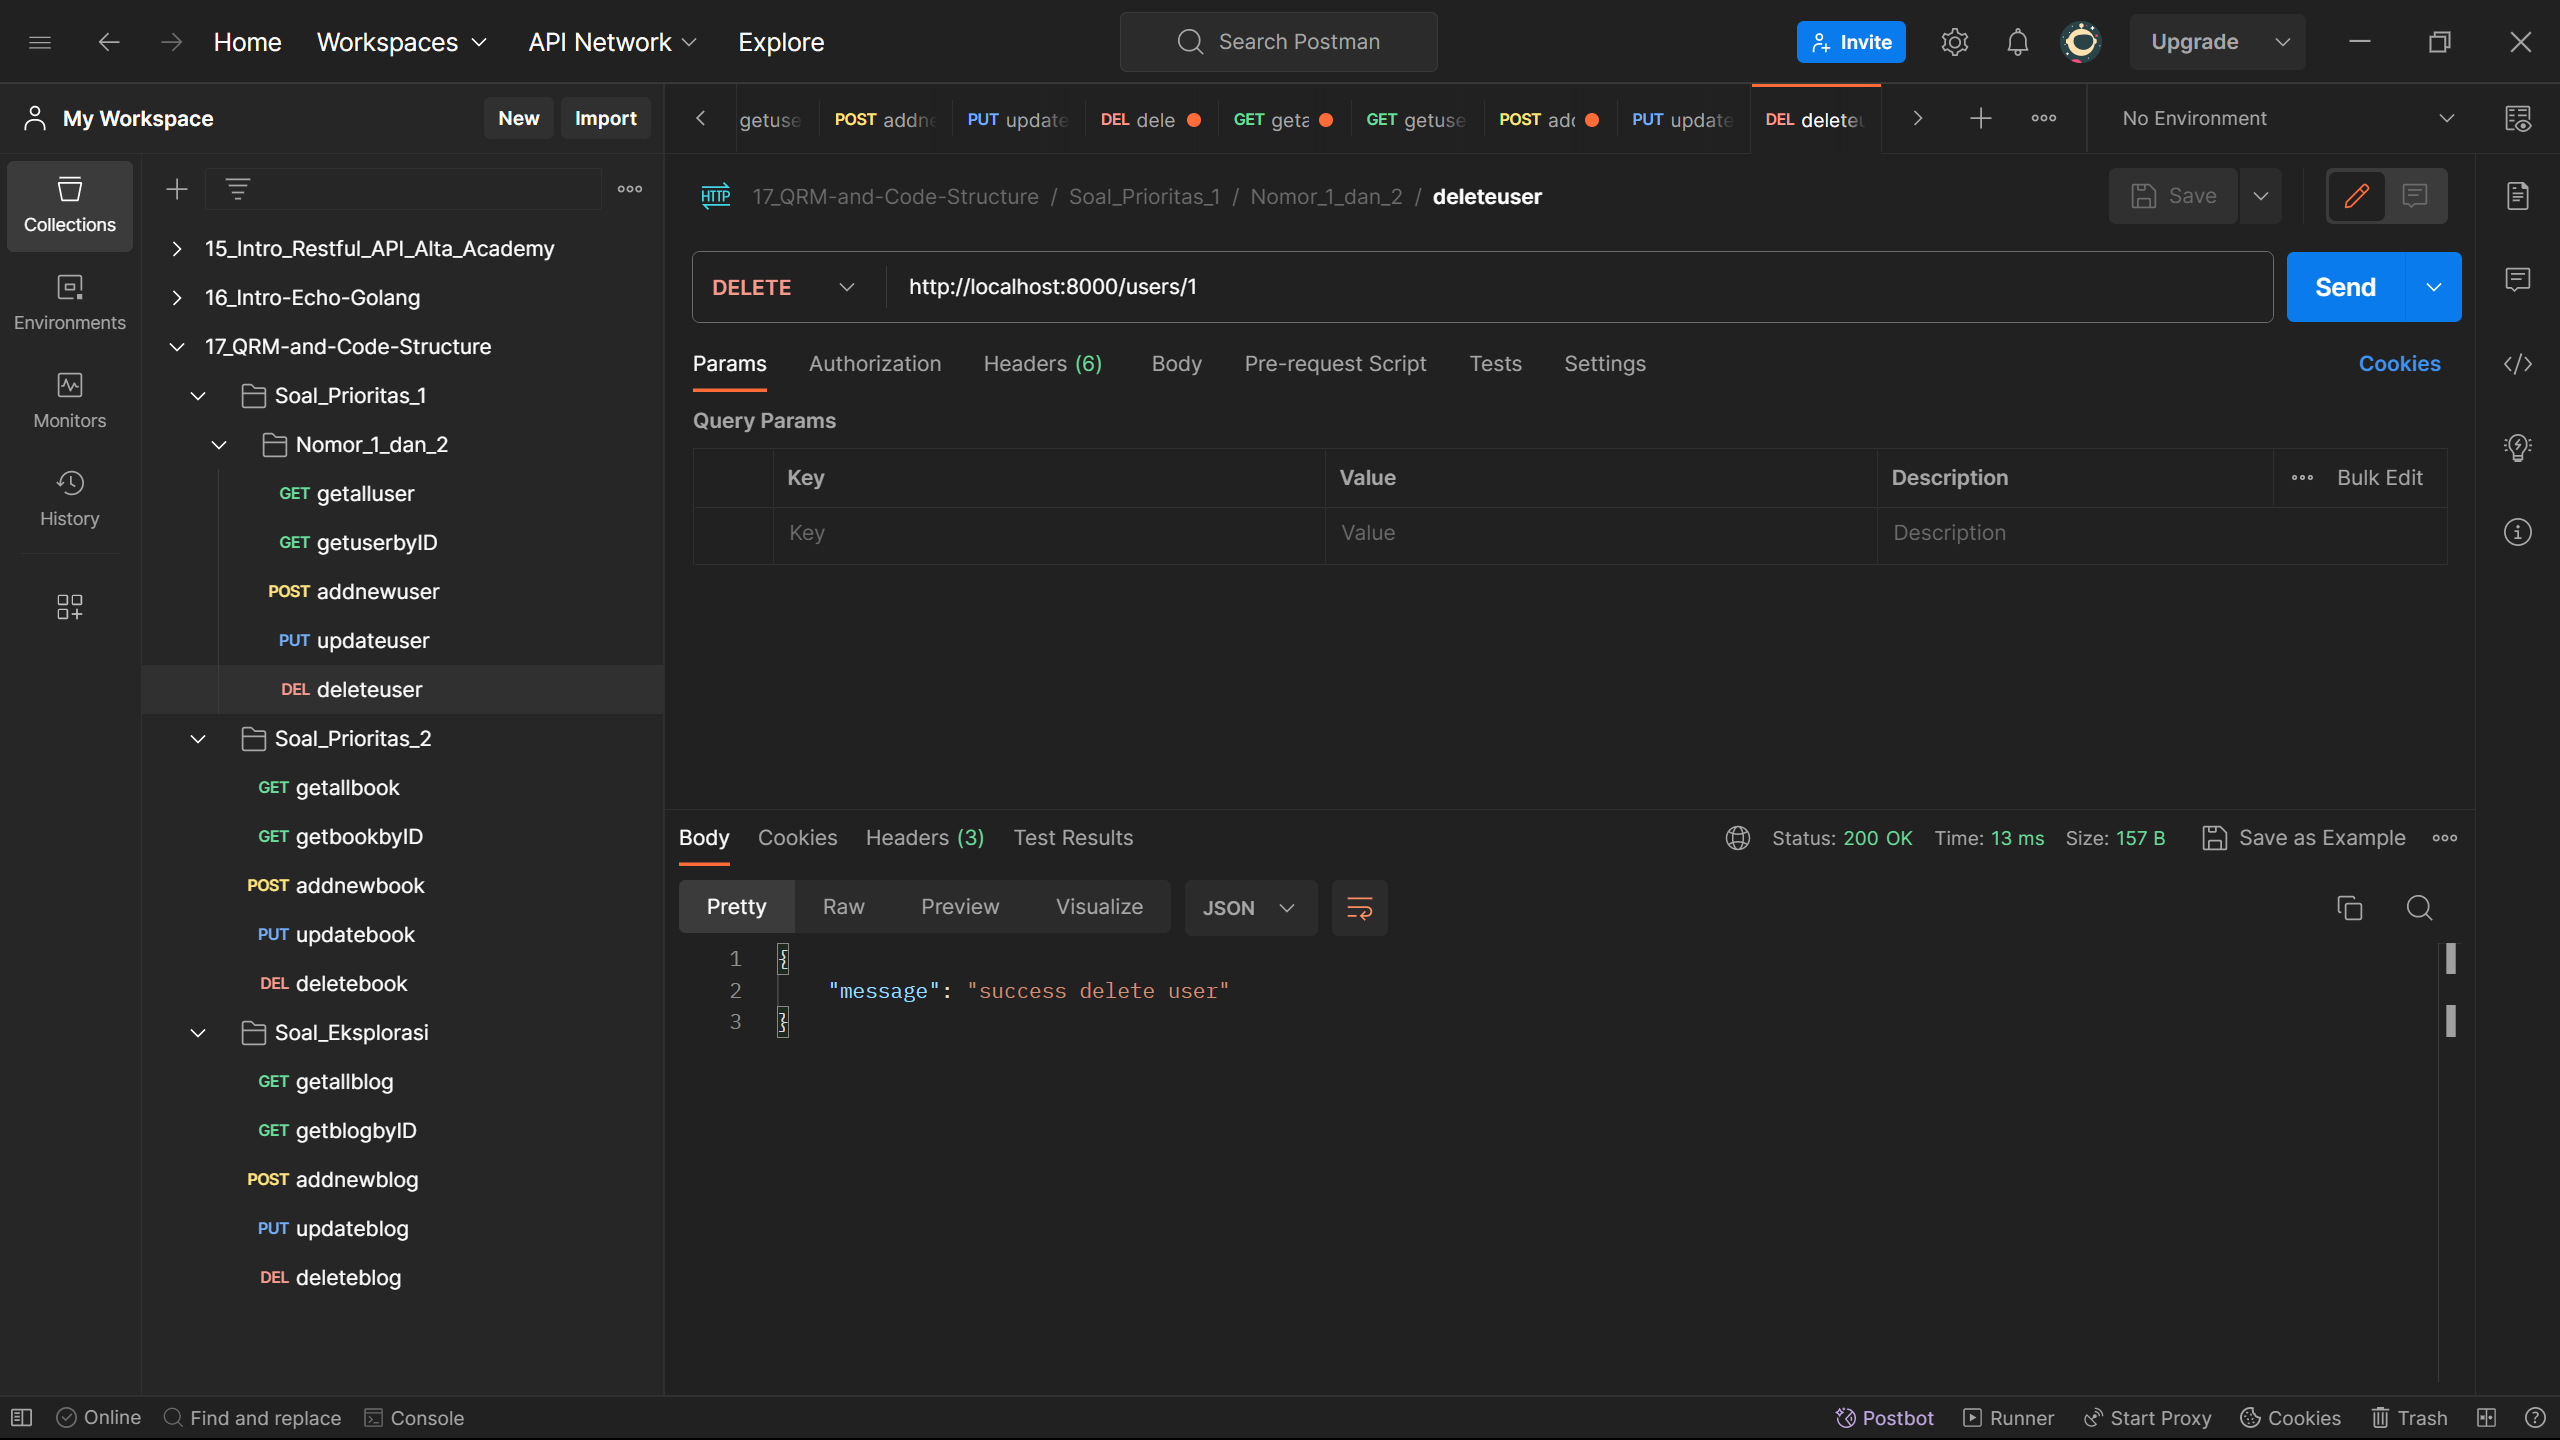 Home
Workspaces
API Network
Explore
Search Postman
Invite
Upgrade
My Workspace
New
Import
getuse
POST addne
PUT update
DEL dele
GET geta
GET getuse
POST adc
PUT update
DEL deleteu
No Environment
Collections
Environments
Monitors
History
15_Intro_Restful_API_Alta_Academy
16_Intro-Echo-Golang
17_QRM-and-Code-Structure
Soal_Prioritas_1
Nomor_1_dan_2
GET getalluser
GET getuserbyID
POST addnewuser
PUT updateuser
DEL deleteuser
Soal_Prioritas_2
GET getallbook
GET getbookbyID
POST addnewbook
PUT updatebook
DEL deletebook
Soal_Eksplorasi
GET getallblog
GET getblogbyID
POST addnewblog
PUT updateblog
DEL deleteblog
HTTP 17_QRM-and-Code-Structure / Soal_Prioritas_1 / Nomor_1_dan_2 / deleteuser
Save
DELETE
http://localhost:8000/users/1
Send
Params
Authorization
Headers (6)
Body
Pre-request Script
Tests
Settings
Cookies
Query Params
Key
Value
Description
Bulk Edit
Key
Value
Description
Body
Cookies
Headers (3)
Test Results
Status: 200 OK
Time: 13 ms
Size: 157 B
Save as Example
Pretty
Raw
Preview
Visualize
JSON
1 {
2 "message": "success delete user"
3 }
Online
Find and replace
Console
Postbot
Runner
Start Proxy
Cookies
Trash